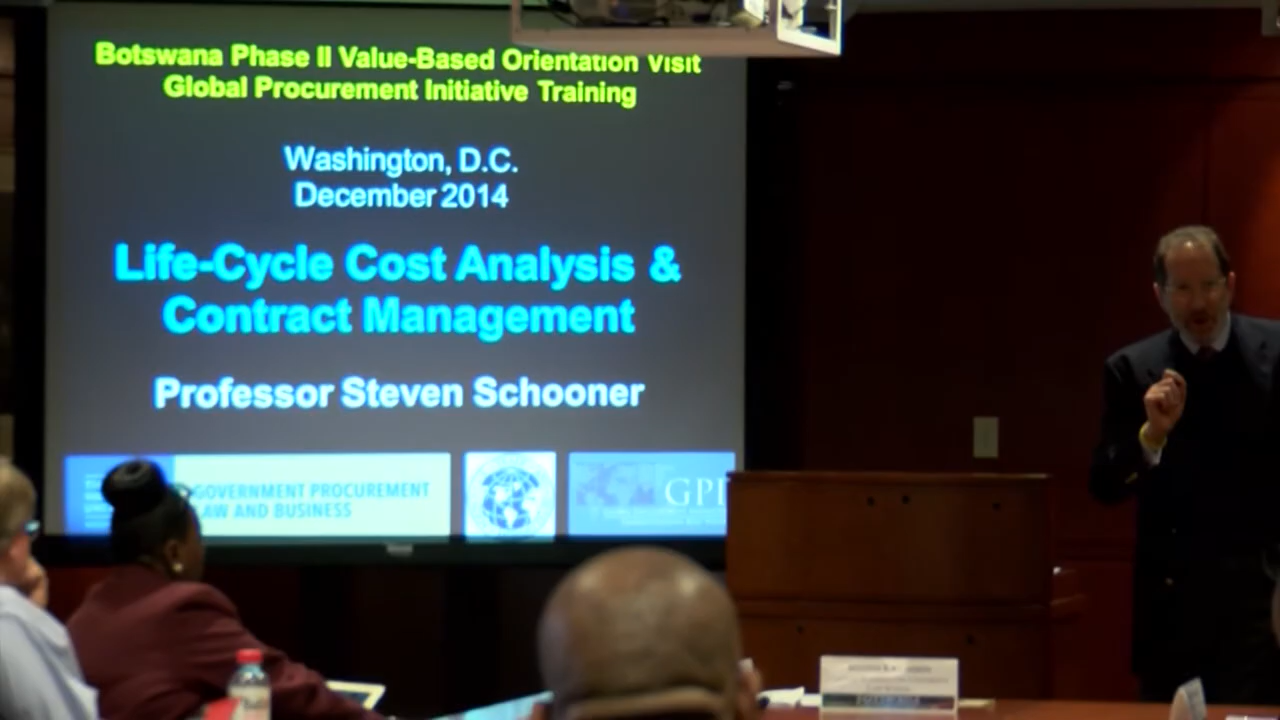 Botswana Phase II Value-Based Orientation Visit
Global Procurement Initiative Training
Washington, D.C.
December 2014
Life-Cycle Cost Analysis &
Contract Management
Professor Steven Schooner
GOVERNMENT PROCUREMENT
LAW AND BUSINESS
GPI